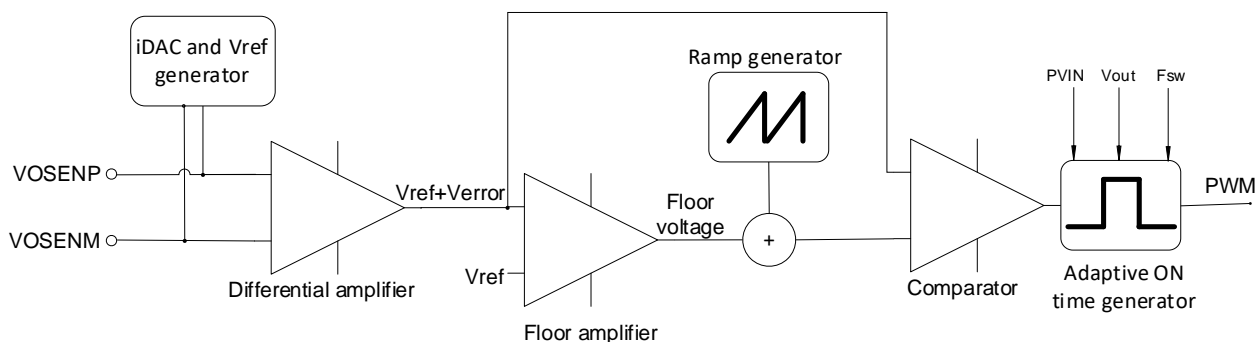 iDAC and Vref
generator
Ramp generator
PVIN
Vout
Fsw
VOSENP
Vref+Verror
Floor
voltage
+
PWM
VOSENM
Vref
Differential amplifier
Comparator
Adaptive ON
time generator
Floor amplifier